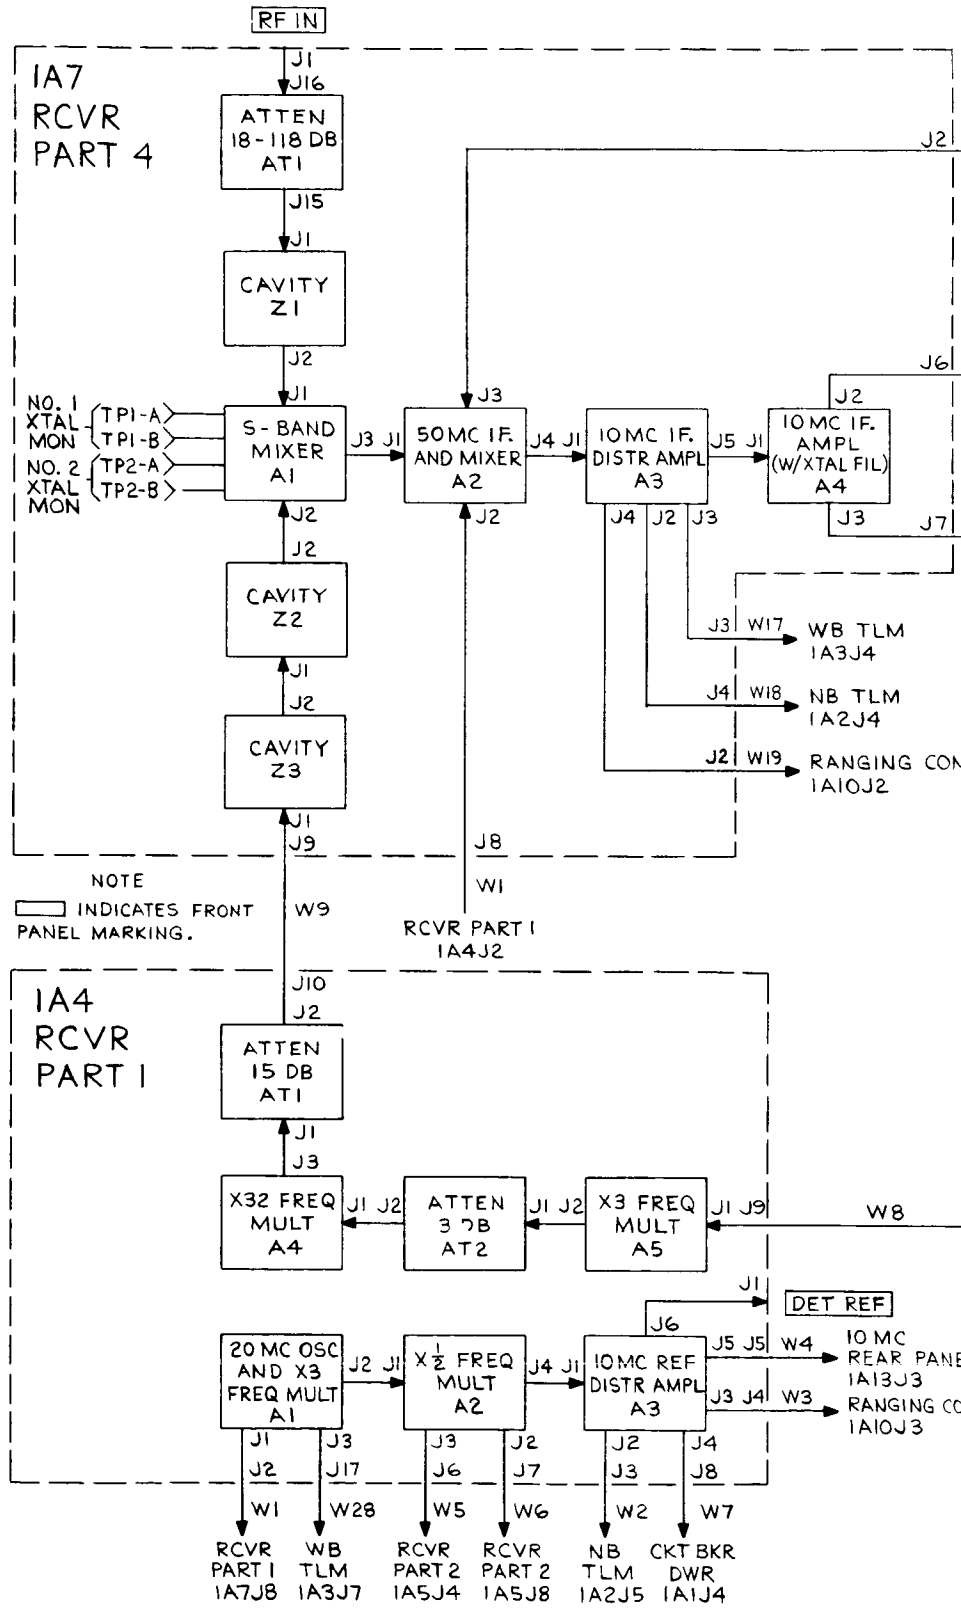 RF IN
J1
J16
1A7
RCVR
PART 4
ATTEN
18-118 DB
AT1
J2
J15
J1
CAVITY
Z1
J2
J1
J6
J3
J2
NO. 1
XTAL
MON
TP1-A
TP1-B
NO. 2
XTAL
MON
TP2-A
TP2-B
S-BAND
MIXER
A1
J3 J1
50 MC IF.
AND MIXER
A2
J4 J1
10 MC IF.
DISTR AMPL
A3
J5 J1
10 MC IF.
AMPL
(W/XTAL FIL)
A4
J2
J2
J4 J2 J3
J3
J7
J2
CAVITY
Z2
J1
J3 W17
WB TLM
1A3J4
J2
J4 W18
NB TLM
1A2J4
CAVITY
Z3
J2 W19
RANGING CON
1A10J2
J1
J9
J8
NOTE
INDICATES FRONT
PANEL MARKING.
W9
W1
RCVR PART 1
1A4J2
J10
J2
1A4
RCVR
PART 1
ATTEN
15 DB
AT1
J1
J3
X32 FREQ
MULT
A4
J1 J2
ATTEN
3 DB
AT2
J1 J2
X3 FREQ
MULT
A5
J1 J9
W8
J1
DET REF
J6
20 MC OSC
AND X3
FREQ MULT
A1
J2 J1
X ½ FREQ
MULT
A2
J4 J1
10 MC REF
DISTR AMPL
A3
J5 J5 W4
10 MC
REAR PANE
1A13J3
J3 J4 W3
RANGING CO
1A10J3
J1 J3 J3 J2 J2 J4
J2 J17 J6 J7 J3 J8
W1 W28 W5 W6 W2 W7
RCVR
PART 1
1A7J8
WB
TLM
1A3J7
RCVR
PART 2
1A5J4
RCVR
PART 2
1A5J8
NB
TLM
1A2J5
CKT BKR
DWR
1A1J4